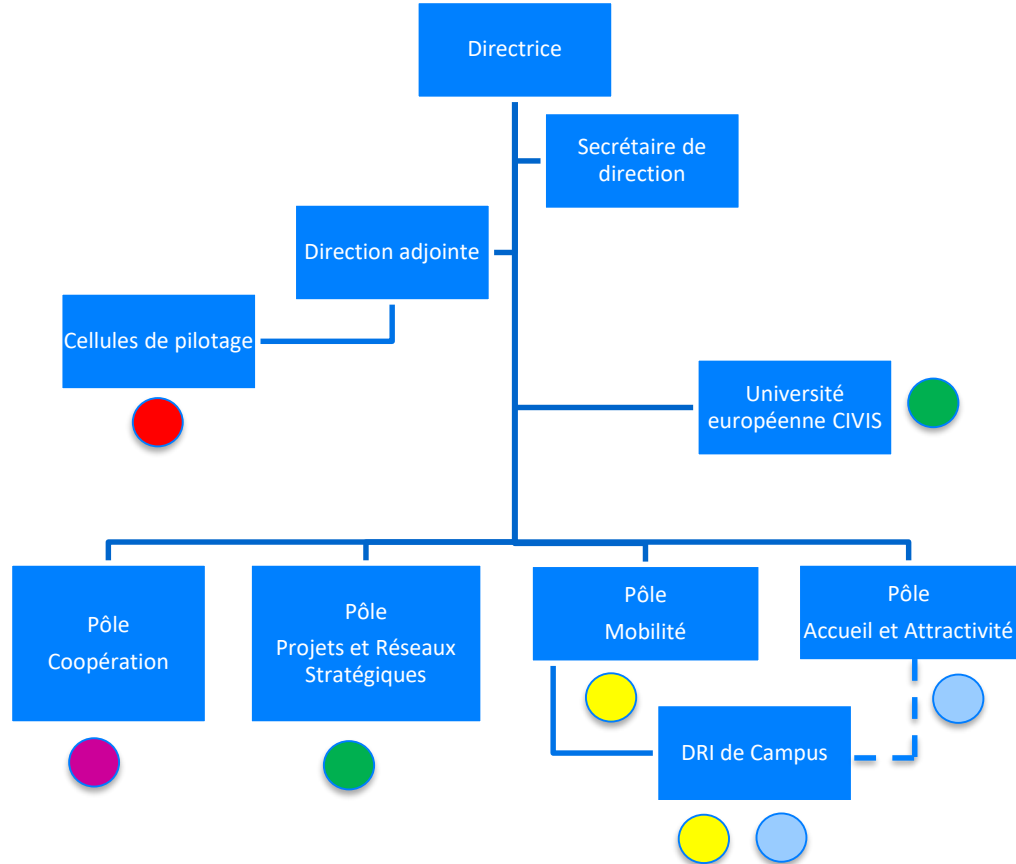 Directrice
Secrétaire de
direction
Direction adjointe
Cellules de pilotage
Université
européenne CIVIS
Pôle
Coopération
Pôle
Projets et Réseaux
Stratégiques
Pôle
Mobilité
Pôle
Accueil et Attractivité
DRI de Campus